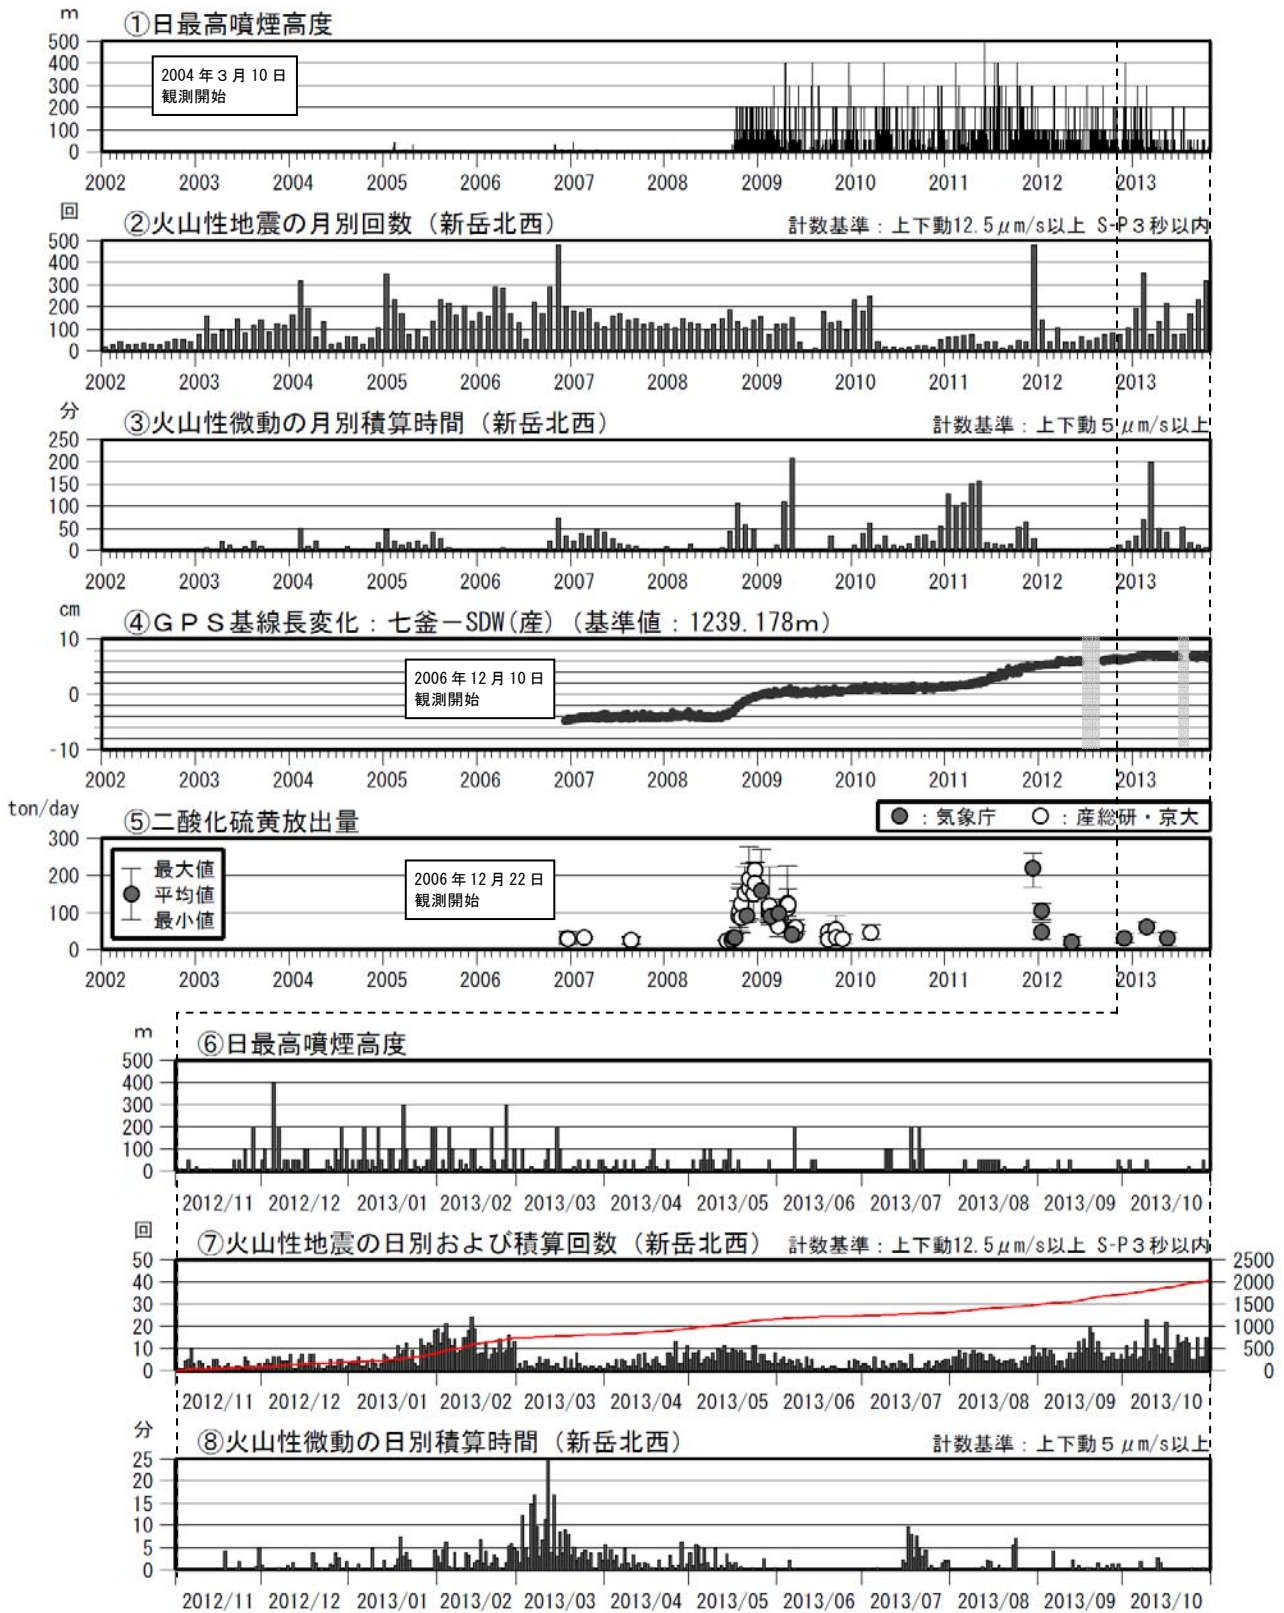 m
①日最高噴煙高度
500
400
300
200
100
0
2004年3月10日
観測開始
2002 2003 2004 2005 2006 2007 2008 2009 2010 2011 2012 2013
回
②火山性地震の月別回数（新岳北西） 計数基準：上下動12.5μm/s以上 S-P3秒以内
500
400
300
200
100
0
2002 2003 2004 2005 2006 2007 2008 2009 2010 2011 2012 2013
分
③火山性微動の月別積算時間（新岳北西） 計数基準：上下動5μm/s以上
250
200
150
100
50
0
2002 2003 2004 2005 2006 2007 2008 2009 2010 2011 2012 2013
cm
④ＧＰＳ基線長変化：七釜－SDW(産)（基準値：1239.178m）
10
0
-10
2006年12月10日
観測開始
2002 2003 2004 2005 2006 2007 2008 2009 2010 2011 2012 2013
ton/day
⑤二酸化硫黄放出量
●：気象庁 ○：産総研・京大
300
200
100
0
最大値
平均値
最小値
2006年12月22日
観測開始
2002 2003 2004 2005 2006 2007 2008 2009 2010 2011 2012 2013
m
⑥日最高噴煙高度
500
400
300
200
100
0
2012/11 2012/12 2013/01 2013/02 2013/03 2013/04 2013/05 2013/06 2013/07 2013/08 2013/09 2013/10
回
⑦火山性地震の日別および積算回数（新岳北西） 計数基準：上下動12.5μm/s以上 S-P3秒以内
50 2500
40 2000
30 1500
20 1000
10 500
0 0
2012/11 2012/12 2013/01 2013/02 2013/03 2013/04 2013/05 2013/06 2013/07 2013/08 2013/09 2013/10
分
⑧火山性微動の日別積算時間（新岳北西） 計数基準：上下動5μm/s以上
25
20
15
10
5
0
2012/11 2012/12 2013/01 2013/02 2013/03 2013/04 2013/05 2013/06 2013/07 2013/08 2013/09 2013/10